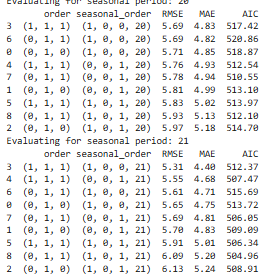 Evaluating for seasonal period: 20
order seasonal_order RMSE MAE AIC
3 (1, 1, 1) (1, 0, 0, 20) 5.69 4.83 517.42
6 (0, 1, 1) (1, 0, 0, 20) 5.69 4.82 520.86
0 (0, 1, 0) (1, 0, 0, 20) 5.71 4.85 518.87
4 (1, 1, 1) (0, 0, 1, 20) 5.76 4.93 512.54
7 (0, 1, 1) (0, 0, 1, 20) 5.78 4.94 510.55
1 (0, 1, 0) (0, 0, 1, 20) 5.81 4.99 513.10
5 (1, 1, 1) (1, 0, 1, 20) 5.83 5.02 513.97
8 (0, 1, 1) (1, 0, 1, 20) 5.93 5.13 512.10
2 (0, 1, 0) (1, 0, 1, 20) 5.97 5.18 514.70
Evaluating for seasonal period: 21
order seasonal_order RMSE MAE AIC
3 (1, 1, 1) (1, 0, 0, 21) 5.31 4.40 512.37
4 (1, 1, 1) (0, 0, 1, 21) 5.55 4.68 507.47
6 (0, 1, 1) (1, 0, 0, 21) 5.61 4.71 515.69
0 (0, 1, 0) (1, 0, 0, 21) 5.65 4.75 513.72
7 (0, 1, 1) (0, 0, 1, 21) 5.69 4.81 506.05
1 (0, 1, 0) (0, 0, 1, 21) 5.70 4.83 509.09
5 (1, 1, 1) (1, 0, 1, 21) 5.91 5.01 506.34
8 (0, 1, 1) (1, 0, 1, 21) 6.09 5.20 504.96
2 (0, 1, 0) (1, 0, 1, 21) 6.13 5.24 508.91